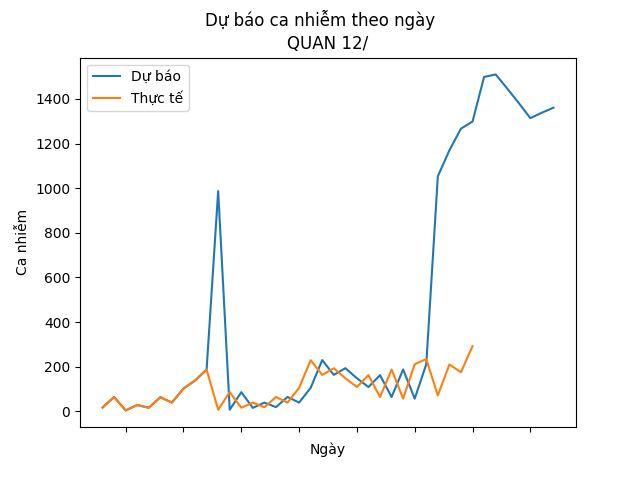 Dự báo ca nhiễm theo ngày
QUAN 12/
Dự báo
Thực tế
1400
1200
1000
800
600
400
200
0
Ca nhiễm
Ngày